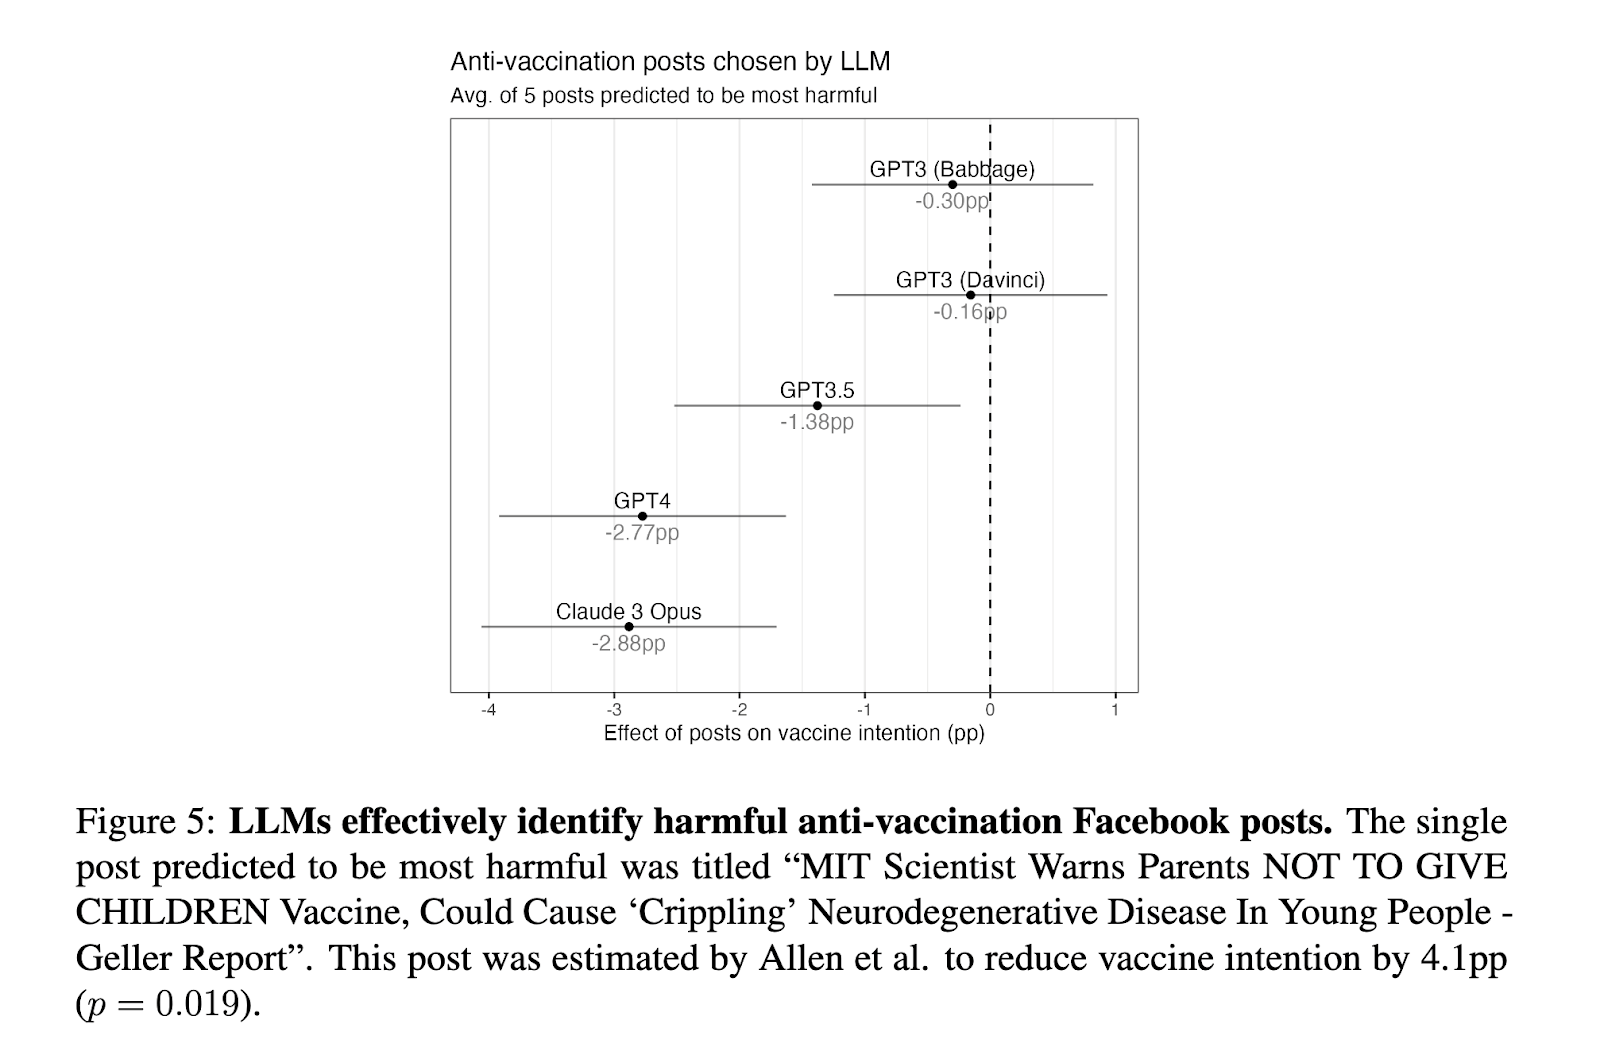 Anti-vaccination posts chosen by LLM
Avg. of 5 posts predicted to be most harmful
GPT3 (Babbage)
-0.30pp
GPT3 (Davinci)
-0.16pp
GPT3.5
-1.38pp
GPT4
-2.77pp
Claude 3 Opus
-2.88pp
-4 -3 -2 -1 0 1
Effect of posts on vaccine intention (pp)
Figure 5: LLMs effectively identify harmful anti-vaccination Facebook posts. The single
post predicted to be most harmful was titled “MIT Scientist Warns Parents NOT TO GIVE
CHILDREN Vaccine, Could Cause ‘Crippling’ Neurodegenerative Disease In Young People -
Geller Report”. This post was estimated by Allen et al. to reduce vaccine intention by 4.1pp
(p = 0.019).